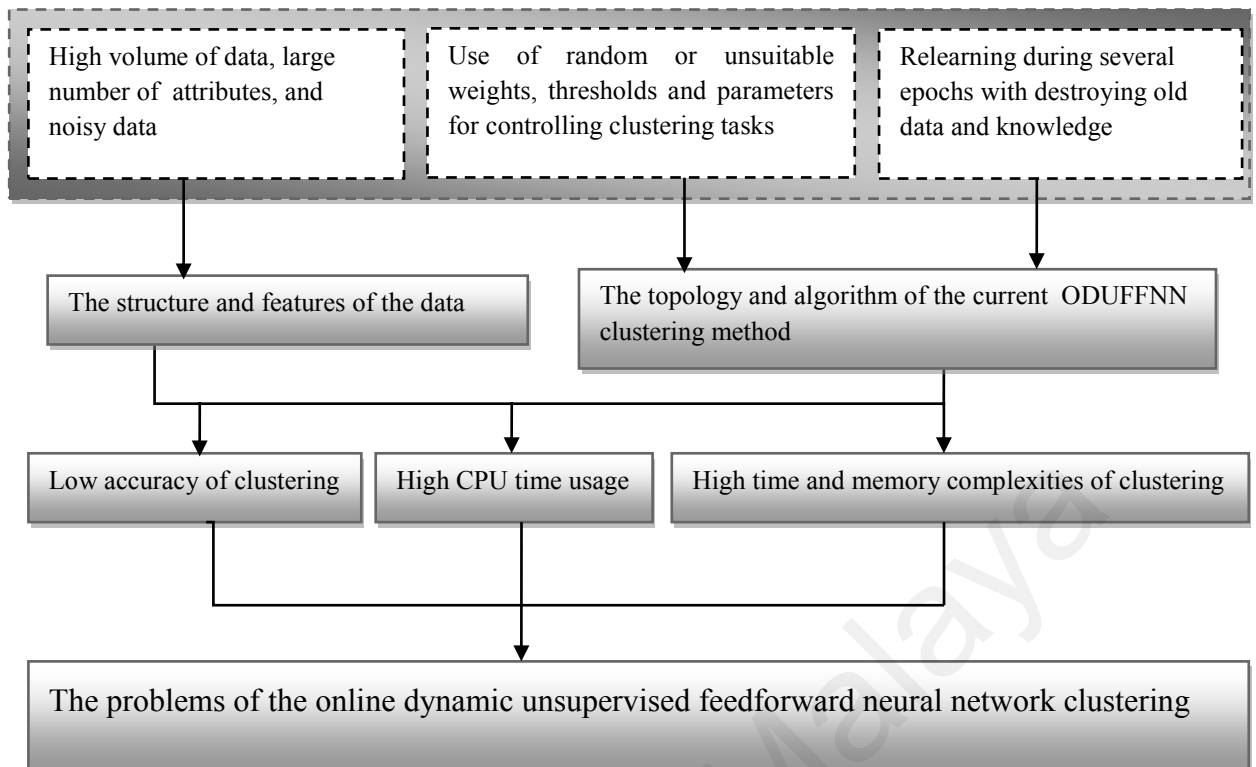 High volume of data, large
number of attributes, and
noisy data
Use of random or unsuitable
weights, thresholds and parameters
for controlling clustering tasks
Relearning during several
epochs with destroying old
data and knowledge
The structure and features of the data
The topology and algorithm of the current ODUFFNN
clustering method
Low accuracy of clustering
High CPU time usage
High time and memory complexities of clustering
The problems of the online dynamic unsupervised feedforward neural network clustering
Malaya